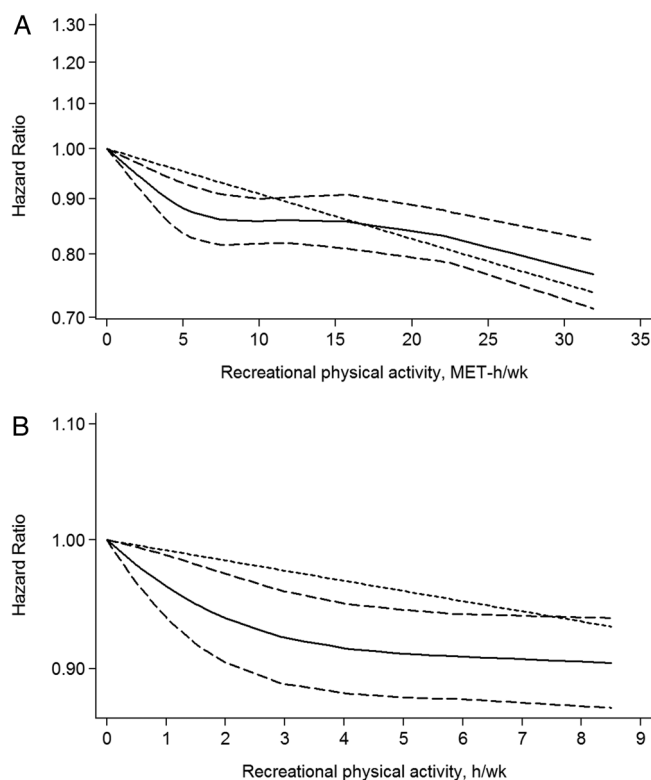 A
1.30
1.20
1.10
1.00
0.90
0.80
0.70
Hazard Ratio
0 5 10 15 20 25 30 35
Recreational physical activity, MET-h/wk
B
1.10
1.00
0.90
Hazard Ratio
0 1 2 3 4 5 6 7 8 9
Recreational physical activity, h/wk